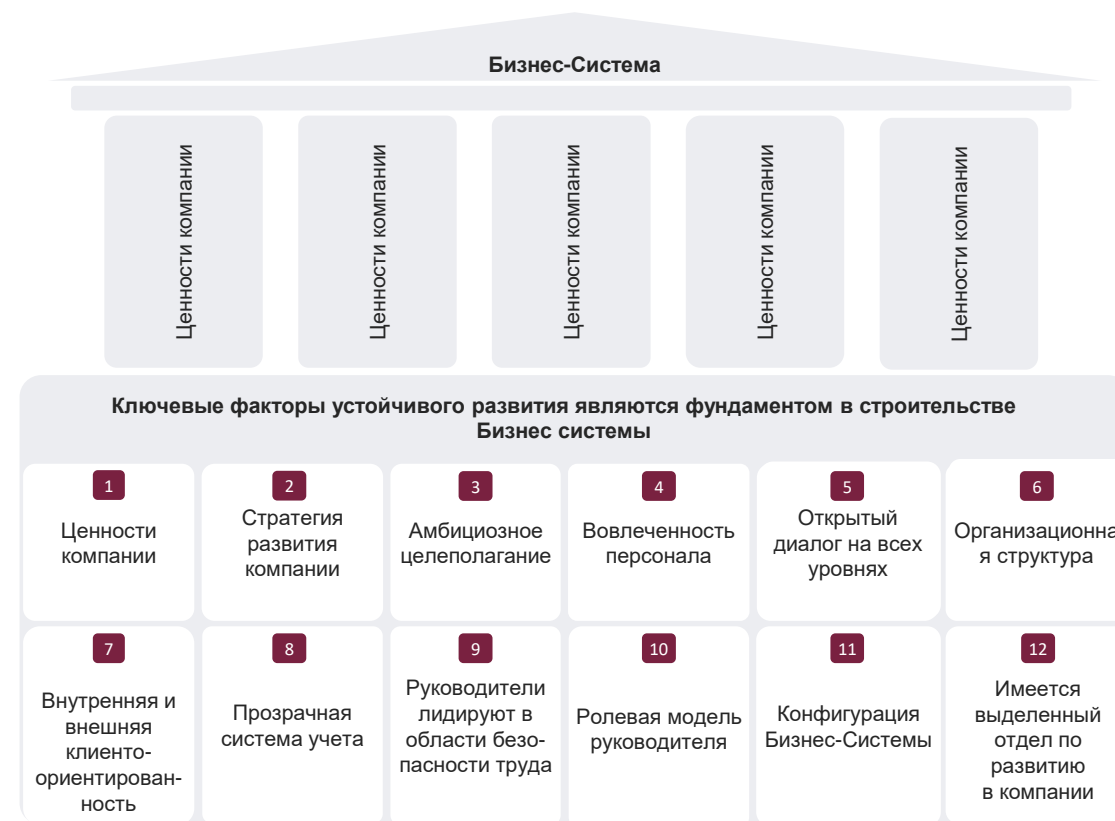 Бизнес-Система
Ценности компании
Ценности компании
Ценности компании
Ценности компании
Ценности компании
Ключевые факторы устойчивого развития являются фундаментом в строительстве
Бизнес системы
1
Ценности
компании
2
Стратегия
развития
компании
3
Амбициозное
целеполагание
4
Вовлеченность
персонала
5
Открытый
диалог на всех
уровнях
6
Организационна
я структура
7
Внутренняя и
внешняя
клиенто-
ориентирован-
ность
8
Прозрачная
система учета
9
Руководители
лидируют в
области безо-
пасности труда
10
Ролевая модель
руководителя
11
Конфигурация
Бизнес-Системы
12
Имеется
выделенный
отдел по
развитию
в компании